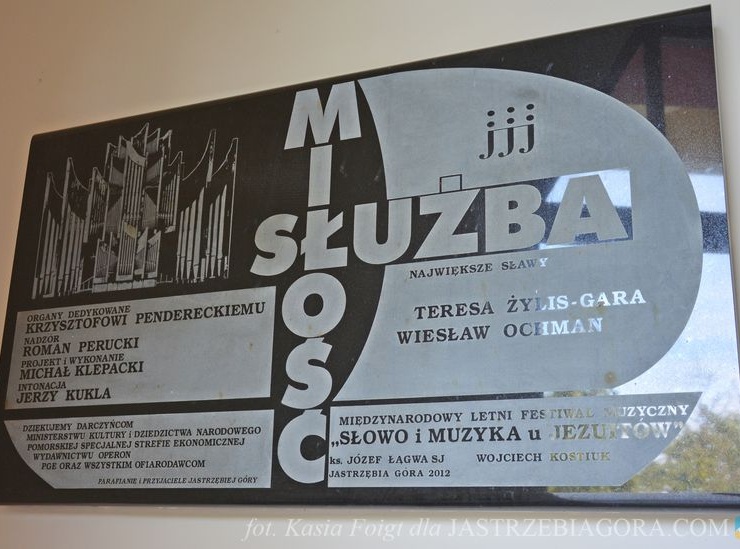 MIŁOŚĆ
SŁUŻBA
jjj
NAJWIĘKSZE SŁAWY
TERESA ŻYLIS-GARA
WIESŁAW OCHMAN
ORGANY DEDYKOWANE
KRZYSZTOFOWI PENDERECKIEMU
NADZÓR
ROMAN PERUCKI
PROJEKT i WYKONANIE
MICHAŁ KLEPACKI
INTONACJA
JERZY KUKLA
DZIĘKUJEMY DARCZYŃCOM
MINISTERSTWU KULTURY i DZIEDZICTWA NARODOWEGO
POMORSKIEJ SPECJALNEJ STREFIE EKONOMICZNEJ
WYDAWNICTWU OPERON
PGE ORAZ WSZYSTKIM OFIARODAWCOM
PARAFIANIE i PRZYJACIELE JASTRZĘBIEJ GÓRY
MIĘDZYNARODOWY LETNI FESTIWAL MUZYCZNY
„SŁOWO i MUZYKA u JEZUITÓW”
ks. JÓZEF ŁĄGWA SJ WOJCIECH KOSTIUK
JASTRZĘBIA GÓRA 2012
fot. Kasia Foigt dla JASTRZEBIAGORA.COM